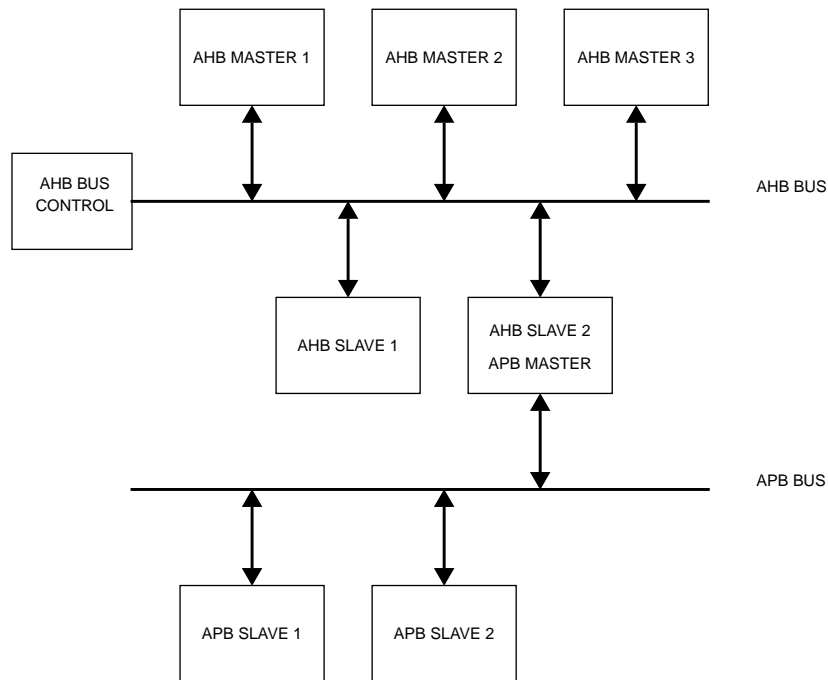 AHB MASTER 1
AHB MASTER 2
AHB MASTER 3
AHB BUS
CONTROL
AHB BUS
AHB SLAVE 1
AHB SLAVE 2
APB MASTER
APB BUS
APB SLAVE 1
APB SLAVE 2